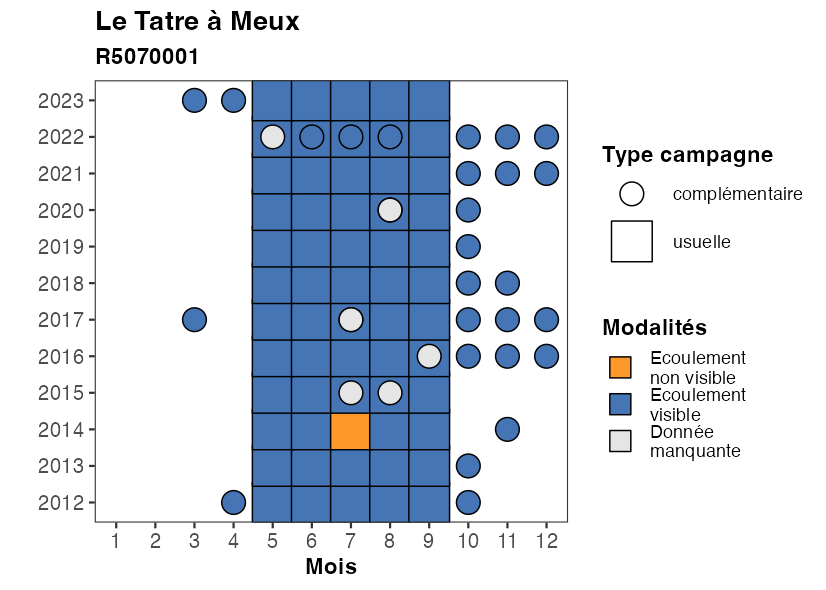 Le Tatre à Meux
R5070001
2023
2022
2021
2020
2019
2018
2017
2016
2015
2014
2013
2012
1 2 3 4 5 6 7 8 9 10 11 12
Mois
Type campagne
complémentaire
usuelle
Modalités
Ecoulement
non visible
Ecoulement
visible
Donnée
manquante